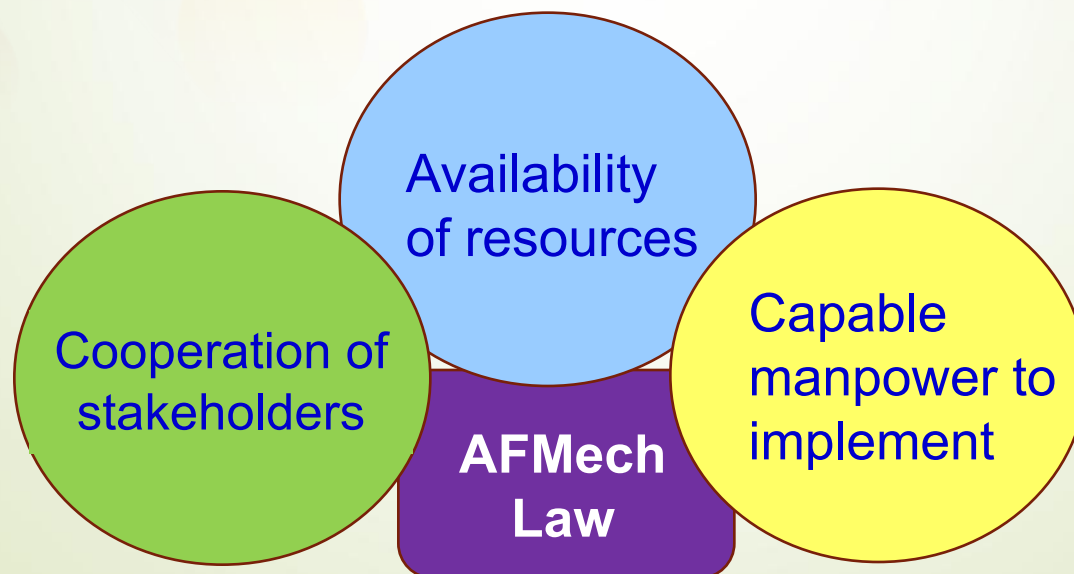 Availability
of resources
Cooperation of
stakeholders
Capable
manpower to
implement
AFMech
Law